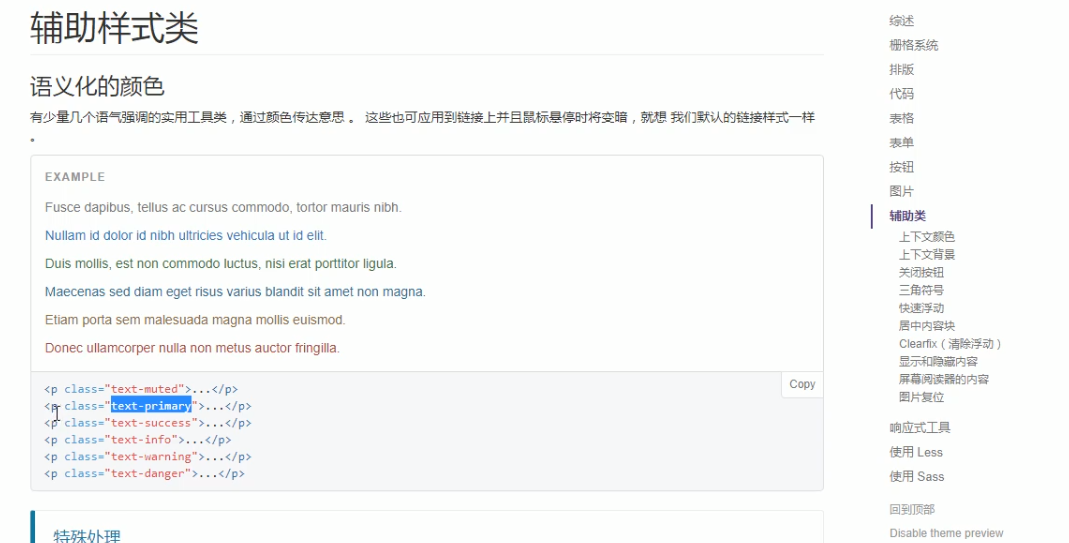 辅助样式类
语义化的颜色
有少量几个语气强调的实用工具类，通过颜色传达意思 。 这些也可应用到链接上并且鼠标悬停时将变暗，就想 我们默认的链接样式一样
。
EXAMPLE
Fusce dapibus, tellus ac cursus commodo, tortor mauris nibh.
Nullam id dolor id nibh ultricies vehicula ut id elit.
Duis mollis, est non commodo luctus, nisi erat porttitor ligula.
Maecenas sed diam eget risus varius blandit sit amet non magna.
Etiam porta sem malesuada magna mollis euismod.
Donec ullamcorper nulla non metus auctor fringilla.
Copy
<p class="text-muted">...</p>
<p class="text-primary">...</p>
<p class="text-success">...</p>
<p class="text-info">...</p>
<p class="text-warning">...</p>
<p class="text-danger">...</p>
特殊处理
综述
栅格系统
排版
代码
表格
表单
按钮
图片
辅助类
上下文颜色
上下文背景
关闭按钮
三角符号
快速浮动
居中内容块
Clearfix（清除浮动）
显示和隐藏内容
屏幕阅读器的内容
图片复位
响应式工具
使用 Less
使用 Sass
回到顶部
Disable theme preview